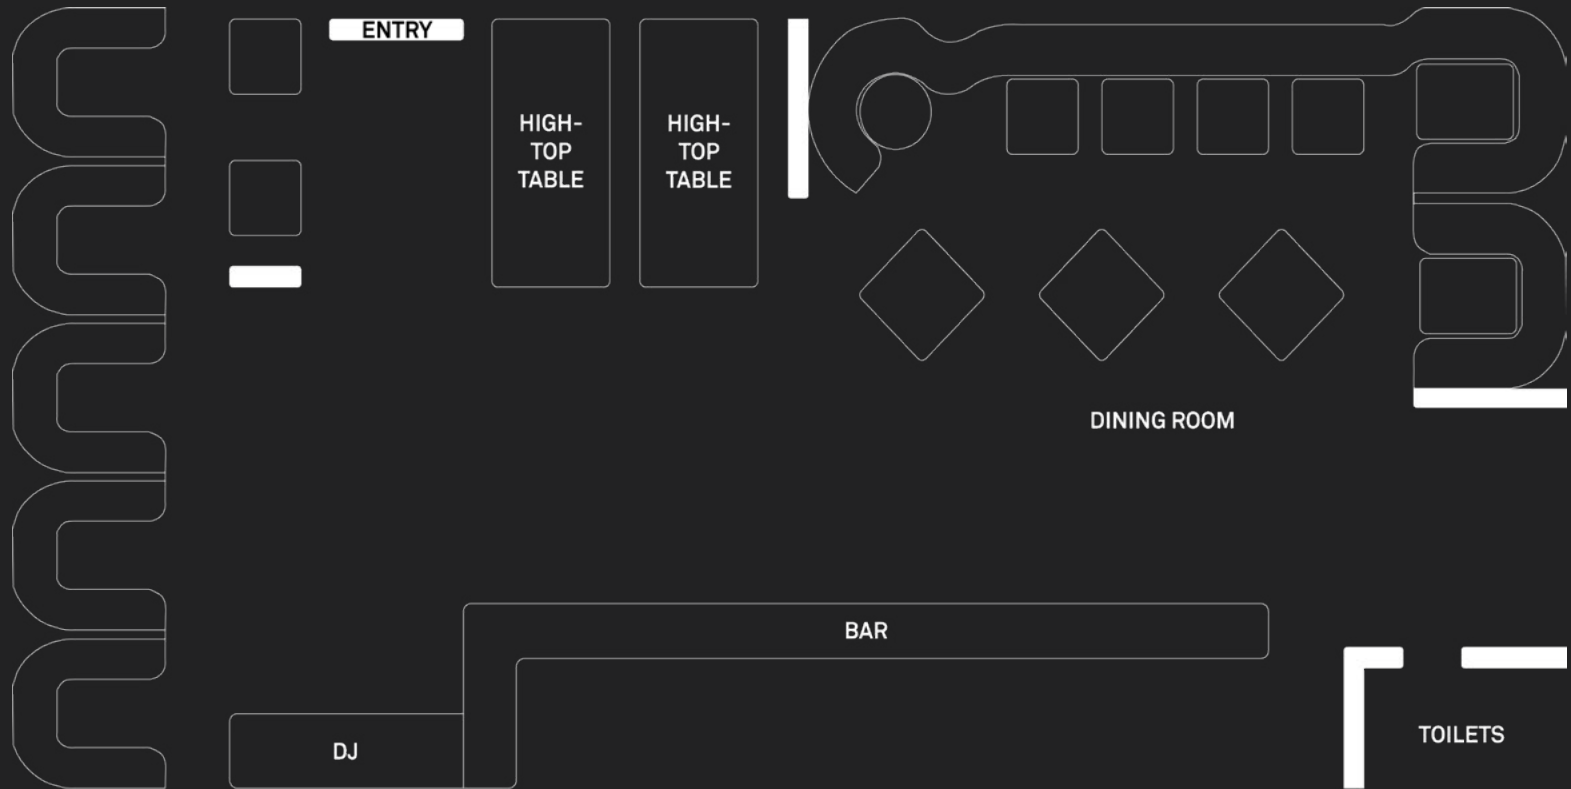 ENTRY
HIGH-
TOP
TABLE
HIGH-
TOP
TABLE
DINING ROOM
BAR
DJ
TOILETS